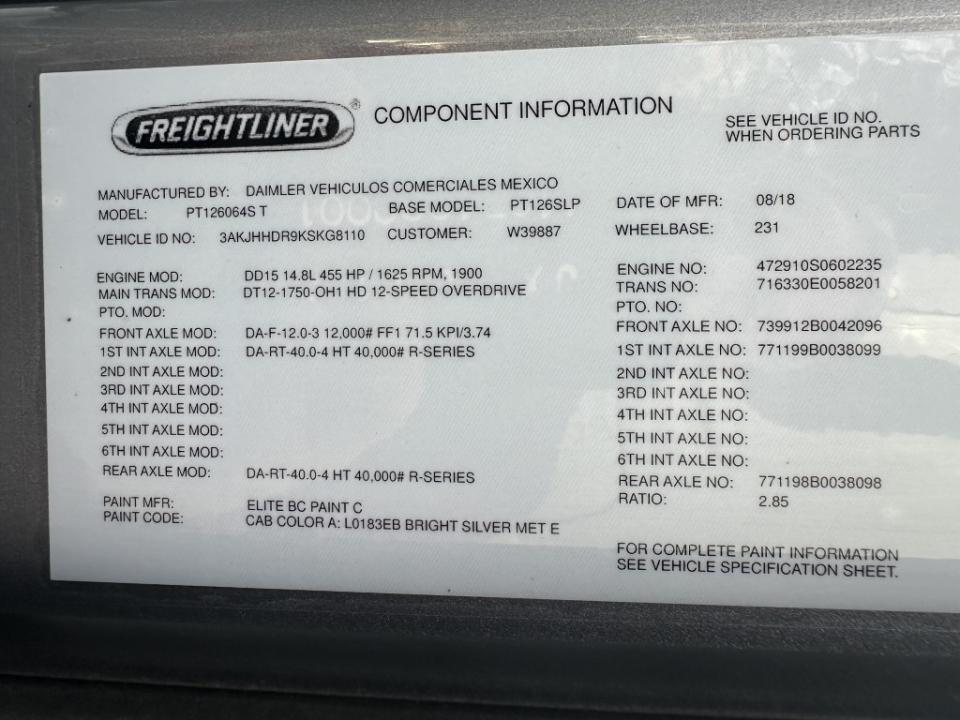 FREIGHTLINER ® COMPONENT INFORMATION
SEE VEHICLE ID NO.
WHEN ORDERING PARTS
MANUFACTURED BY: DAIMLER VEHICULOS COMERCIALES MEXICO
MODEL: PT126064S T BASE MODEL: PT126SLP DATE OF MFR: 08/18
VEHICLE ID NO: 3AKJHHDR9KSKG8110 CUSTOMER: W39887 WHEELBASE: 231
ENGINE MOD: DD15 14.8L 455 HP / 1625 RPM, 1900 ENGINE NO: 472910S0602235
MAIN TRANS MOD: DT12-1750-OH1 HD 12-SPEED OVERDRIVE TRANS NO: 716330E0058201
PTO. MOD: PTO. NO:
FRONT AXLE MOD: DA-F-12.0-3 12,000# FF1 71.5 KPI/3.74 FRONT AXLE NO: 739912B0042096
1ST INT AXLE MOD: DA-RT-40.0-4 HT 40,000# R-SERIES 1ST INT AXLE NO: 771199B0038099
2ND INT AXLE MOD: 2ND INT AXLE NO:
3RD INT AXLE MOD: 3RD INT AXLE NO:
4TH INT AXLE MOD: 4TH INT AXLE NO:
5TH INT AXLE MOD: 5TH INT AXLE NO:
6TH INT AXLE MOD: 6TH INT AXLE NO:
REAR AXLE MOD: DA-RT-40.0-4 HT 40,000# R-SERIES REAR AXLE NO: 771198B0038098
RATIO: 2.85
PAINT MFR: ELITE BC PAINT C
PAINT CODE: CAB COLOR A: L0183EB BRIGHT SILVER MET E
FOR COMPLETE PAINT INFORMATION
SEE VEHICLE SPECIFICATION SHEET.